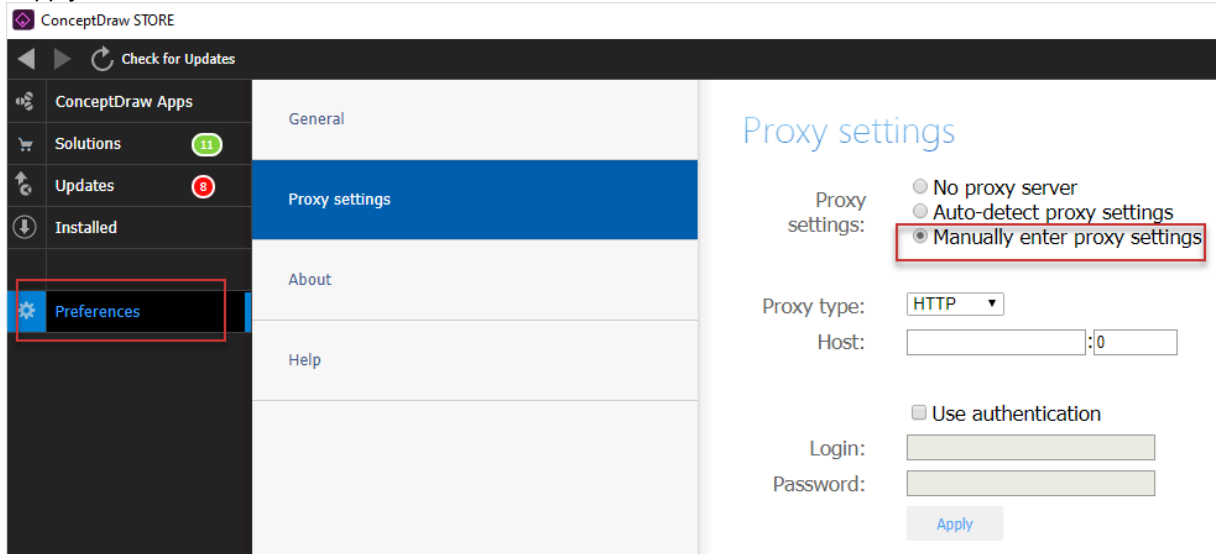 ConceptDraw STORE
Check for Updates
ConceptDraw Apps
Solutions 11
Updates 8
Installed
Preferences
General
Proxy settings
About
Help
Proxy settings
Proxy settings:
No proxy server
Auto-detect proxy settings
Manually enter proxy settings
Proxy type: HTTP
Host: :0
Use authentication
Login:
Password:
Apply